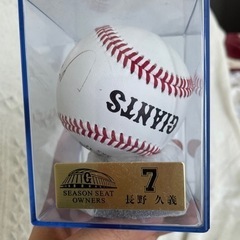 GIANTS
G
SEASON SEAT
OWNERS
7
長野 久義